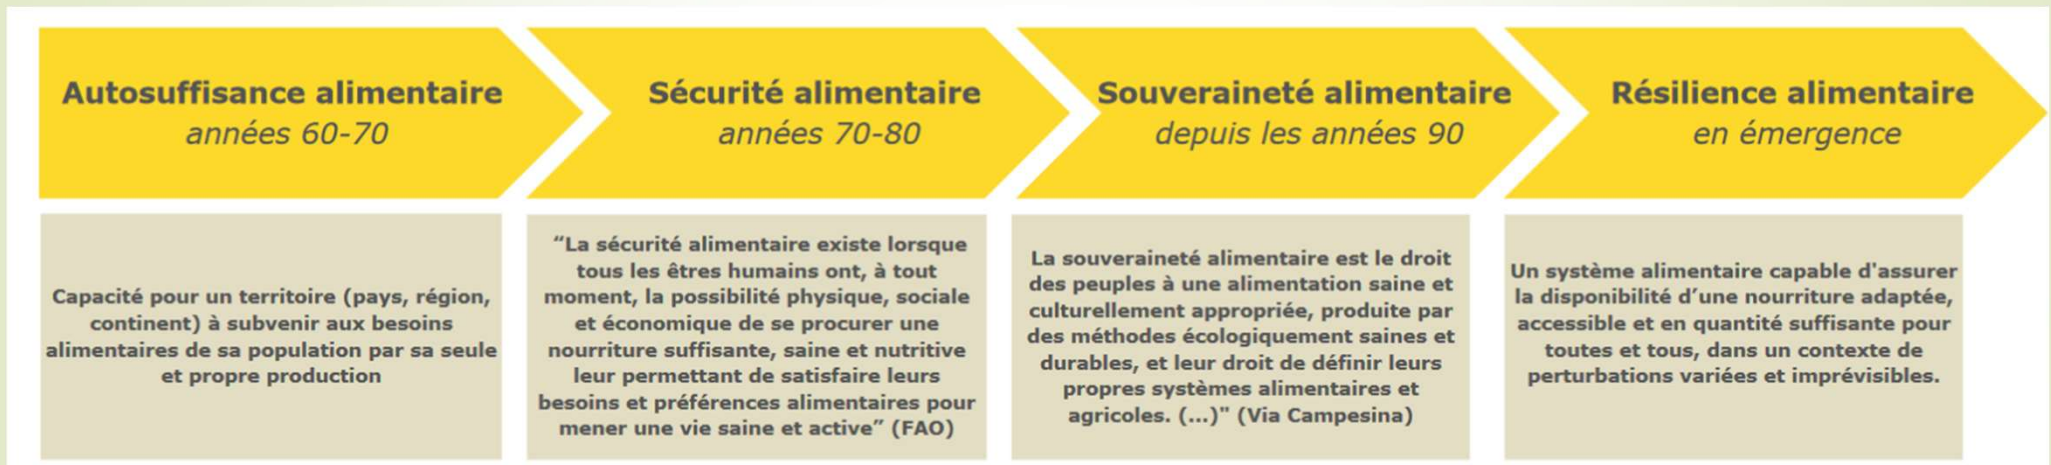 Autosuffisance alimentaire
années 60-70
Sécurité alimentaire
années 70-80
Souveraineté alimentaire
depuis les années 90
Résilience alimentaire
en émergence
Capacité pour un territoire (pays, région,
continent) à subvenir aux besoins
alimentaires de sa population par sa seule
et propre production
“La sécurité alimentaire existe lorsque
tous les êtres humains ont, à tout
moment, la possibilité physique, sociale
et économique de se procurer une
nourriture suffisante, saine et nutritive
leur permettant de satisfaire leurs
besoins et préférences alimentaires pour
mener une vie saine et active” (FAO)
La souveraineté alimentaire est le droit
des peuples à une alimentation saine et
culturellement appropriée, produite par
des méthodes écologiquement saines et
durables, et leur droit de définir leurs
propres systèmes alimentaires et
agricoles. (...)" (Via Campesina)
Un système alimentaire capable d'assurer
la disponibilité d’une nourriture adaptée,
accessible et en quantité suffisante pour
toutes et tous, dans un contexte de
perturbations variées et imprévisibles.